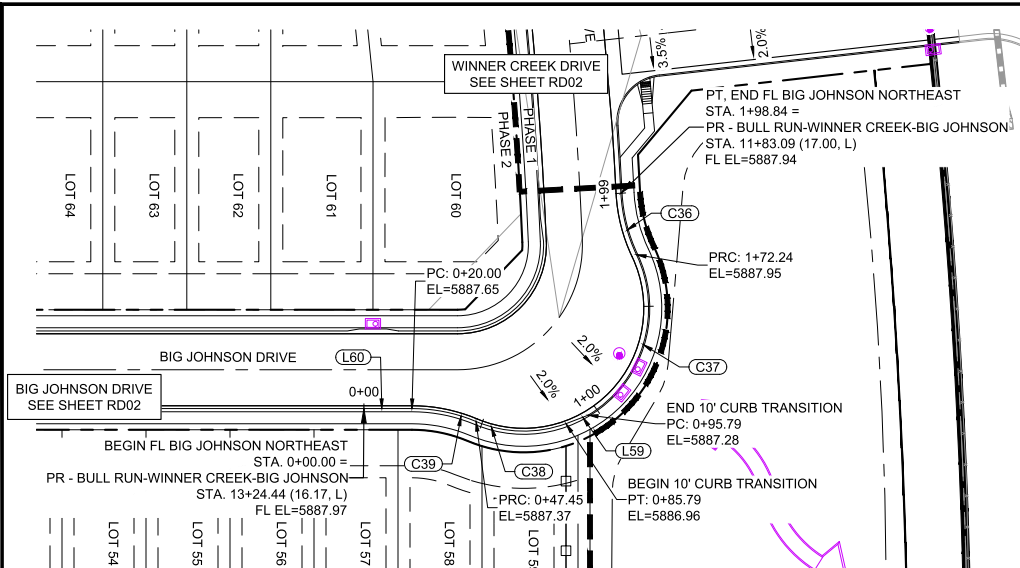 WINNER CREEK DRIVE
SEE SHEET RD02
3.5%
2.0%
PT, END FL BIG JOHNSON NORTHEAST
STA. 1+98.84 =
PR - BULL RUN-WINNER CREEK-BIG JOHNSON
STA. 11+83.09 (17.00, L)
FL EL=5887.94
PHASE 2
PHASE 1
LOT 64
LOT 63
LOT 62
LOT 61
LOT 60
1+99
C36
PRC: 1+72.24
EL=5887.95
PC: 0+20.00
EL=5887.65
BIG JOHNSON DRIVE
L60
2.0%
2.0%
C37
BIG JOHNSON DRIVE
SEE SHEET RD02
0+00
1+00
END 10' CURB TRANSITION
PC: 0+95.79
EL=5887.28
BEGIN FL BIG JOHNSON NORTHEAST
STA. 0+00.00 =
PR - BULL RUN-WINNER CREEK-BIG JOHNSON
STA. 13+24.44 (16.17, L)
FL EL=5887.97
C39
C38
L59
PRC: 0+47.45
EL=5887.37
BEGIN 10' CURB TRANSITION
PT: 0+85.79
EL=5886.96
LOT 54
LOT 55
LOT 56
LOT 57
LOT 58
LOT